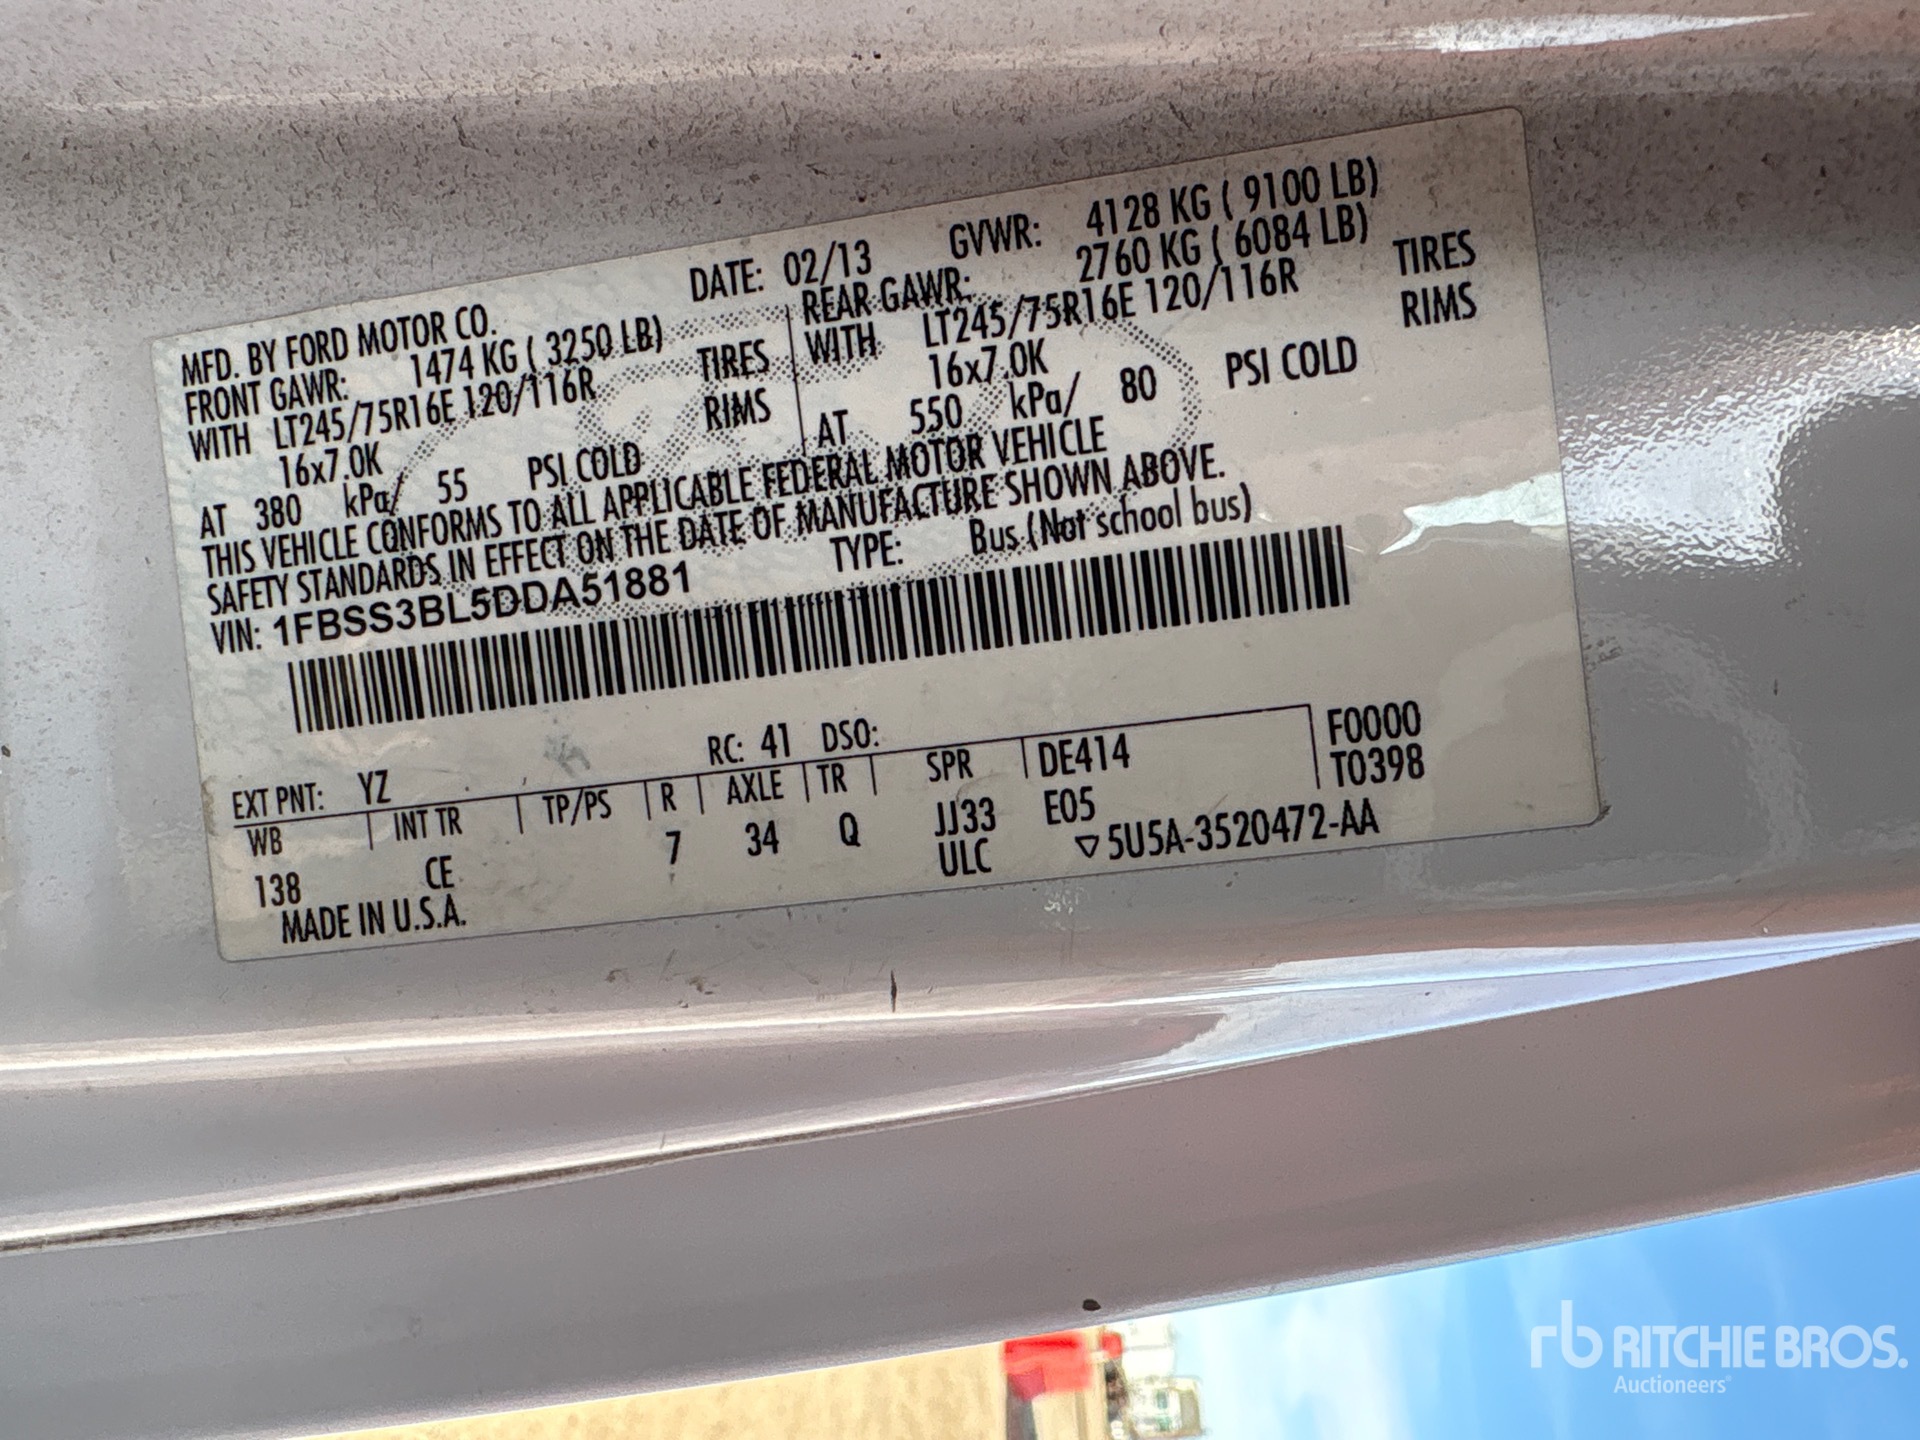 MFD. BY FORD MOTOR CO.
DATE: 02/13 GVWR: 4128 KG ( 9100 LB)
FRONT GAWR: 1474 KG ( 3250 LB)
REAR GAWR: 2760 KG ( 6084 LB)
WITH LT245/75R16E 120/116R TIRES
WITH LT245/75R16E 120/116R TIRES
16x7.0K RIMS
16x7.0K RIMS
AT 380 kPa/ 55 PSI COLD
AT 550 kPa/ 80 PSI COLD
THIS VEHICLE CONFORMS TO ALL APPLICABLE FEDERAL MOTOR VEHICLE
SAFETY STANDARDS IN EFFECT ON THE DATE OF MANUFACTURE SHOWN ABOVE.
VIN: 1FBSS3BL5DDA51881 TYPE: Bus (Not school bus)
EXT PNT: YZ RC: 41 DSO: F0000
WB INT TR TP/PS R AXLE TR SPR DE414 T0398
138 CE 7 34 Q JJ33 E05
MADE IN U.S.A. ULC ▽5U5A-3520472-AA
rb RITCHIE BROS.
Auctioneers